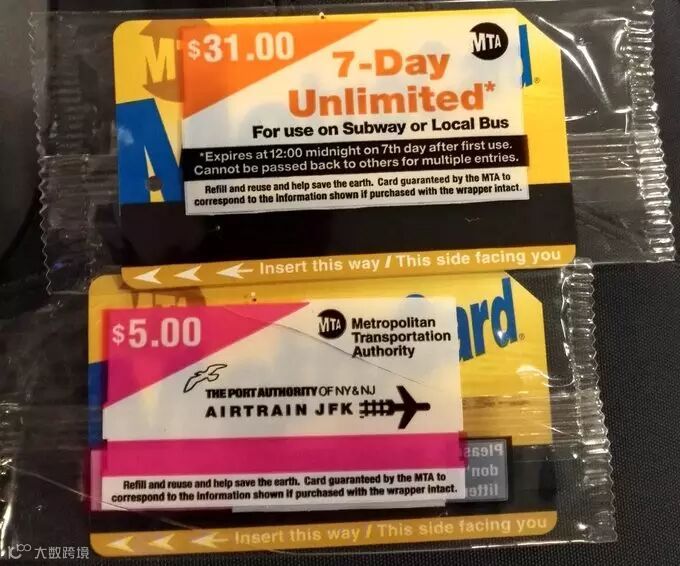 $31.00
MTA
7-Day
Unlimited*
For use on Subway or Local Bus
*Expires at 12:00 midnight on 7th day after first use.
Cannot be passed back to others for multiple entries.
Refill and reuse and help save the earth. Card guaranteed by the MTA to
correspond to the information shown if purchased with the wrapper intact.
Insert this way / This side facing you
$5.00
MTA Metropolitan
Transportation
Authority
THE PORT AUTHORITY OF NY & NJ
AIRTRAIN JFK
Refill and reuse and help save the earth. Card guaranteed by the MTA to
correspond to the information shown if purchased with the wrapper intact.
Pleas
don'
litter
Insert this way / This side facing you
大数跨境